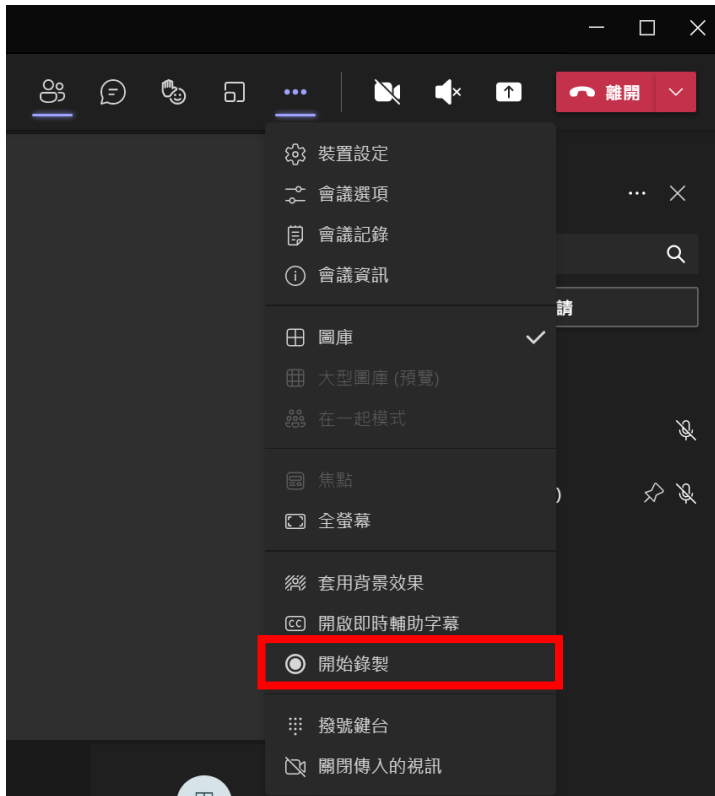 離開
裝置設定
會議選項
會議記錄
會議資訊
請
圖庫
大型圖庫 (預覽)
在一起模式
焦點
)
全螢幕
套用背景效果
CC 開啟即時輔助字幕
開始錄製
撥號鍵台
關閉傳入的視訊